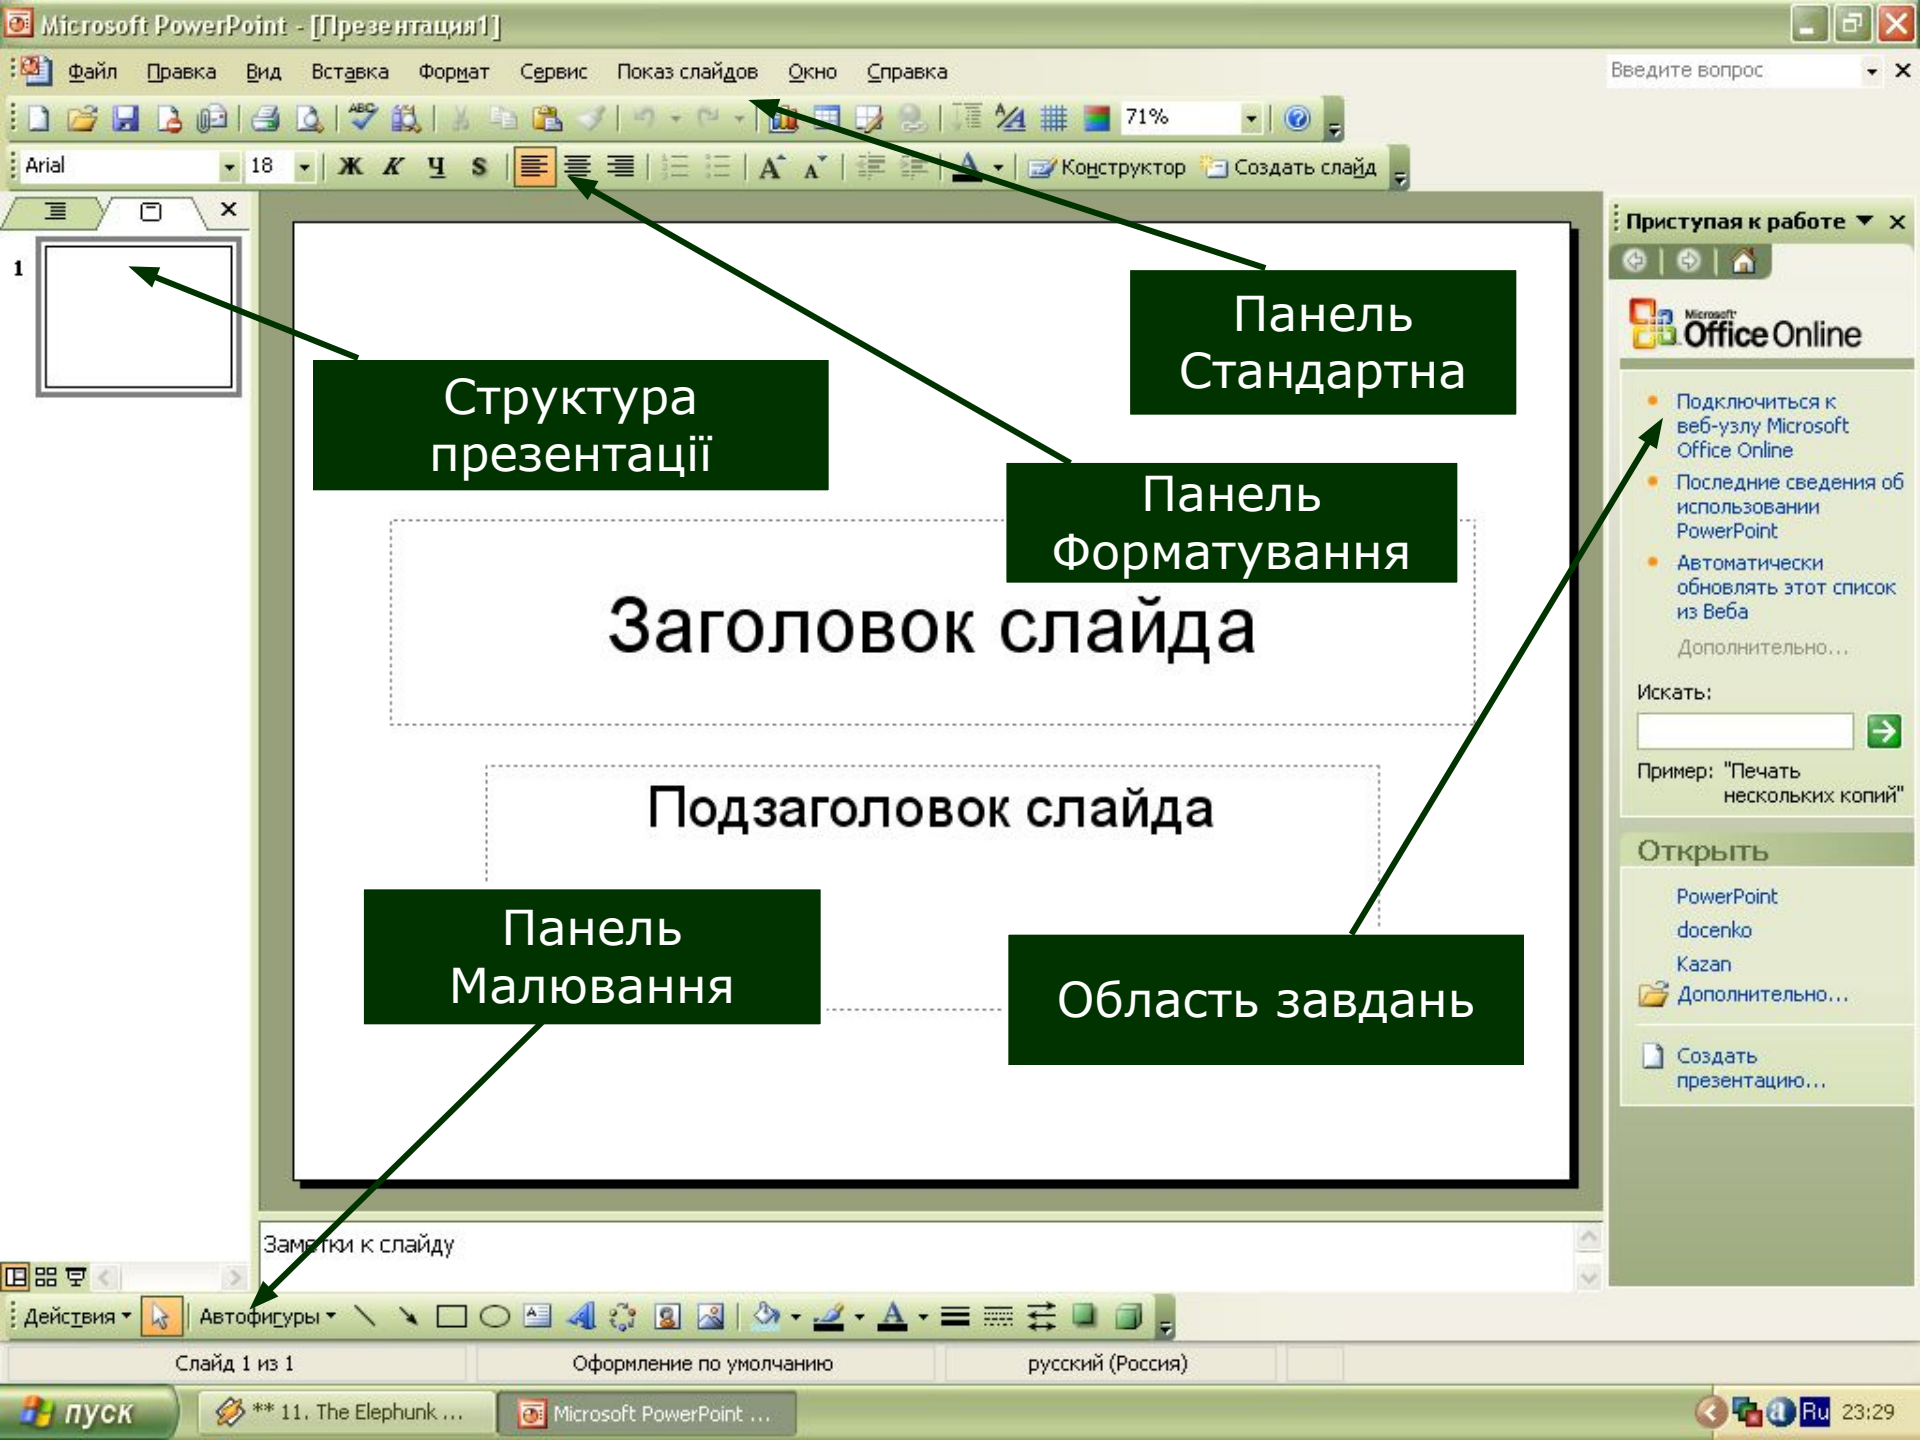 Microsoft PowerPoint - [Презентация1]
Файл Правка Вид Вставка Формат Сервис Показ слайдов Окно Справка
Введите вопрос
ABC
71%
Arial 18 Ж К Ч S
Конструктор Создать слайд
1
Приступая к работе
Microsoft
Office Online
Панель
Стандартна
Структура
презентації
Подключиться к
веб-узлу Microsoft
Office Online
Панель
Форматування
Последние сведения об
использовании
PowerPoint
Автоматически
обновлять этот список
из Веба
Дополнительно...
Заголовок слайда
Искать:
Пример: "Печать
нескольких копий"
Подзаголовок слайда
Открыть
PowerPoint
docenko
Kazan
Дополнительно...
Панель
Малювання
Область завдань
Создать
презентацию...
Заметки к слайду
Действия Автофигуры
Слайд 1 из 1 Оформление по умолчанию русский (Россия)
пуск ** 11. The Elephunk ... Microsoft PowerPoint ... Ru 23:29